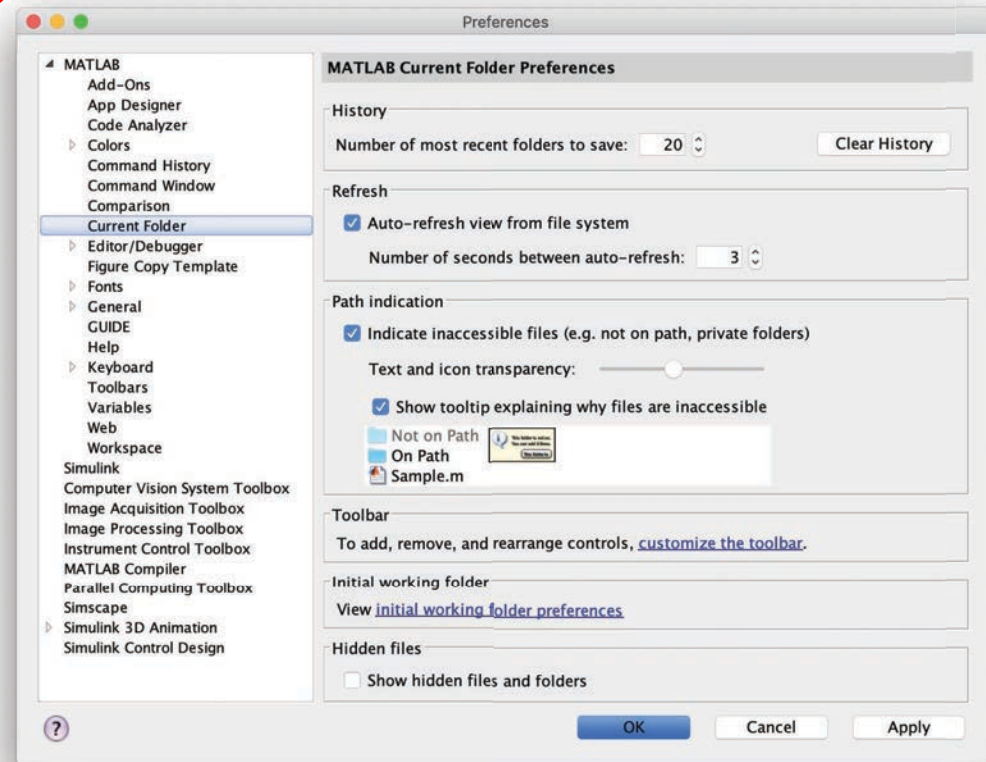 Preferences
MATLAB
Add-Ons
App Designer
Code Analyzer
Colors
Command History
Command Window
Comparison
Current Folder
Editor/Debugger
Figure Copy Template
Fonts
General
GUIDE
Help
Keyboard
Toolbars
Variables
Web
Workspace
Simulink
Computer Vision System Toolbox
Image Acquisition Toolbox
Image Processing Toolbox
Instrument Control Toolbox
MATLAB Compiler
Parallel Computing Toolbox
Simscape
Simulink 3D Animation
Simulink Control Design
MATLAB Current Folder Preferences
History
Number of most recent folders to save: 20 Clear History
Refresh
Auto-refresh view from file system
Number of seconds between auto-refresh: 3
Path indication
Indicate inaccessible files (e.g. not on path, private folders)
Text and icon transparency:
Show tooltip explaining why files are inaccessible
Not on Path
On Path
Sample.m
Toolbar
To add, remove, and rearrange controls, customize the toolbar.
Initial working folder
View initial working folder preferences
Hidden files
Show hidden files and folders
? OK Cancel Apply